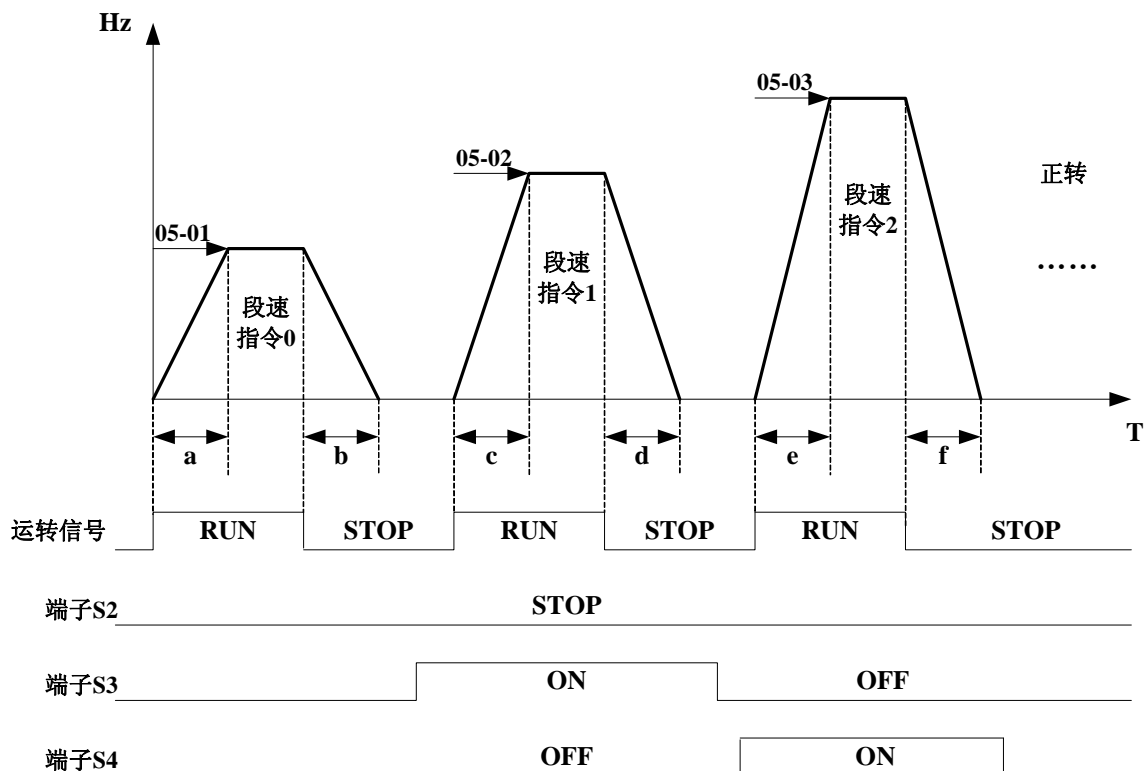 Hz
05-03
05-02
正转
段速
指令2
05-01
段速
指令1
……
段速
指令0
T
a
b
c
d
e
f
运转信号
RUN
STOP
RUN
STOP
RUN
STOP
端子S2
STOP
端子S3
ON
OFF
端子S4
OFF
ON